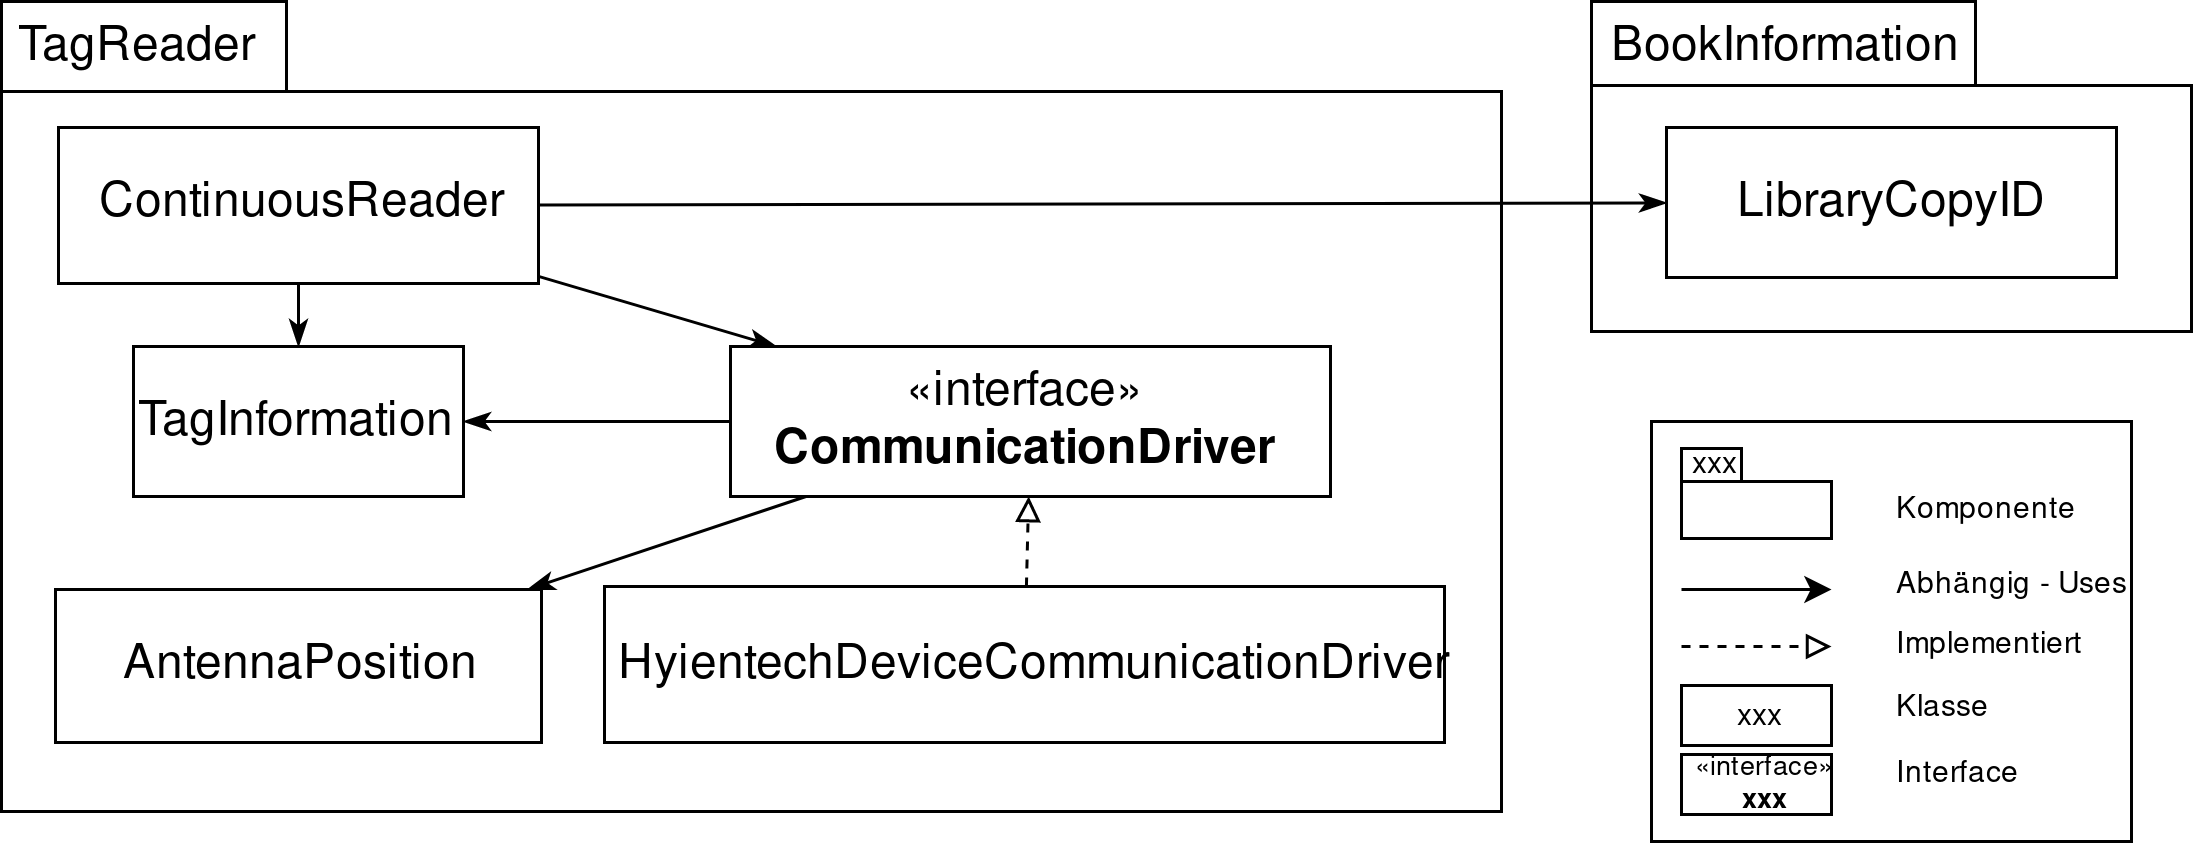 TagReader
BookInformation
ContinuousReader
LibraryCopyID
TagInformation
«interface»
CommunicationDriver
AntennaPosition
HyientechDeviceCommunicationDriver
xxx
Komponente
Abhängig - Uses
Implementiert
xxx
Klasse
«interface»
xxx
Interface